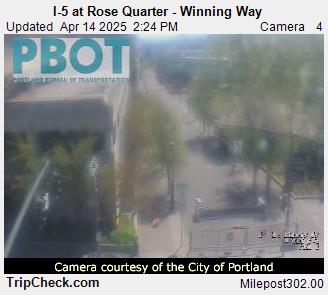 I-5 at Rose Quarter - Winning Way
Updated Apr 14 2025 2:24 PM Camera 4
PBOT
PORTLAND BUREAU OF TRANSPORTATION
Camera courtesy of the City of Portland
TripCheck.com Milepost302.00